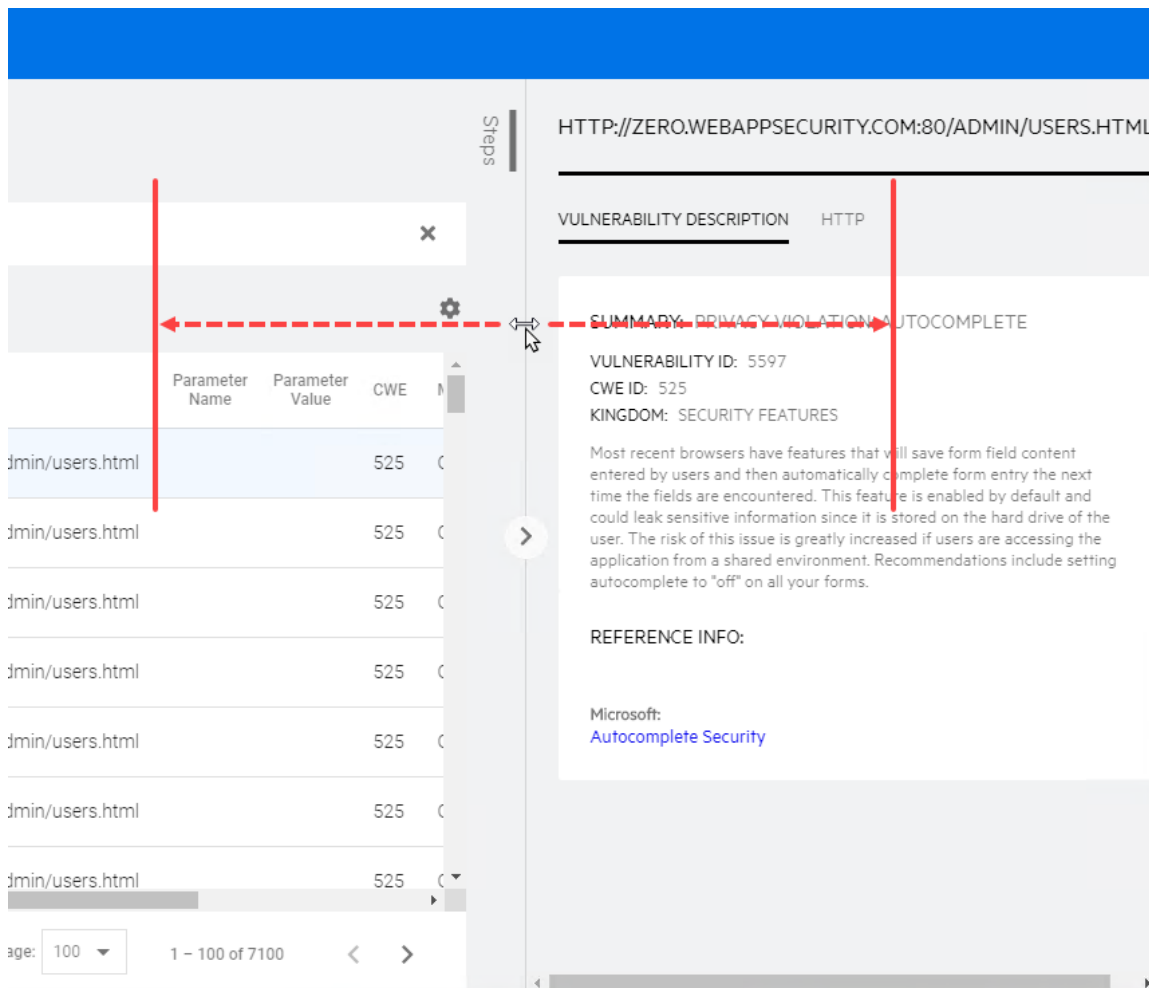 Steps
HTTP://ZERO.WEBAPPSECURITY.COM:80/ADMIN/USERS.HTML
VULNERABILITY DESCRIPTION HTTP
SUMMARY: PRIVACY VIOLATION: AUTOCOMPLETE
VULNERABILITY ID: 5597
CWE ID: 525
KINGDOM: SECURITY FEATURES
Most recent browsers have features that will save form field content
entered by users and then automatically complete form entry the next
time the fields are encountered. This feature is enabled by default and
could leak sensitive information since it is stored on the hard drive of the
user. The risk of this issue is greatly increased if users are accessing the
application from a shared environment. Recommendations include setting
autocomplete to "off" on all your forms.
REFERENCE INFO:
Microsoft:
Autocomplete Security
Parameter Name Parameter Value CWE
dmin/users.html 525
dmin/users.html 525
dmin/users.html 525
dmin/users.html 525
dmin/users.html 525
dmin/users.html 525
dmin/users.html 525
age: 100 1 – 100 of 7100